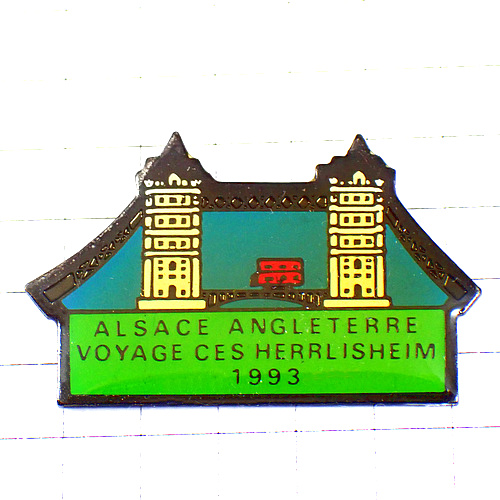 ALSACE ANGLETERRE
VOYAGE CES HERRLISHEIM
1993